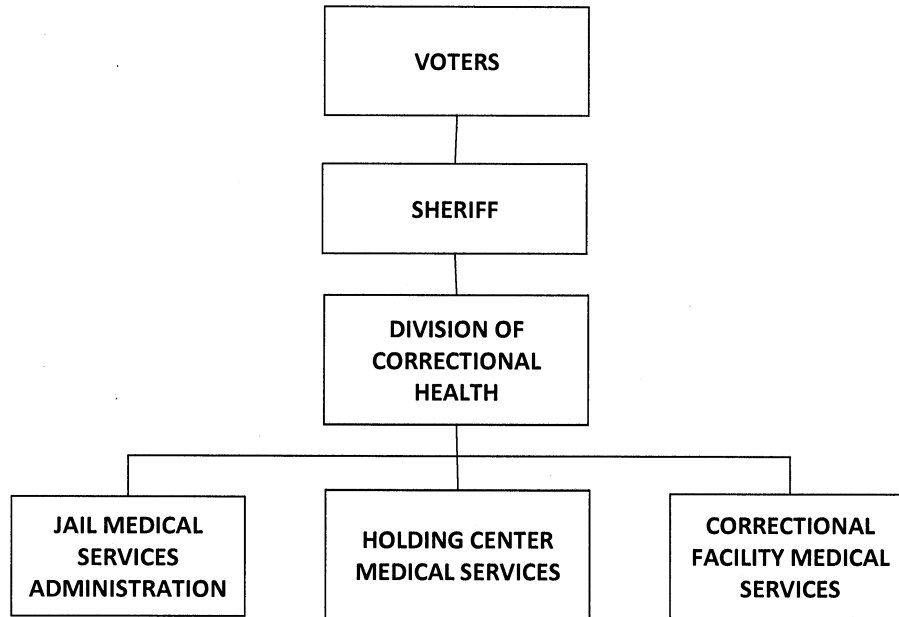 VOTERS
SHERIFF
DIVISION OF
CORRECTIONAL
HEALTH
JAIL MEDICAL
SERVICES
ADMINISTRATION
HOLDING CENTER
MEDICAL SERVICES
CORRECTIONAL
FACILITY MEDICAL
SERVICES